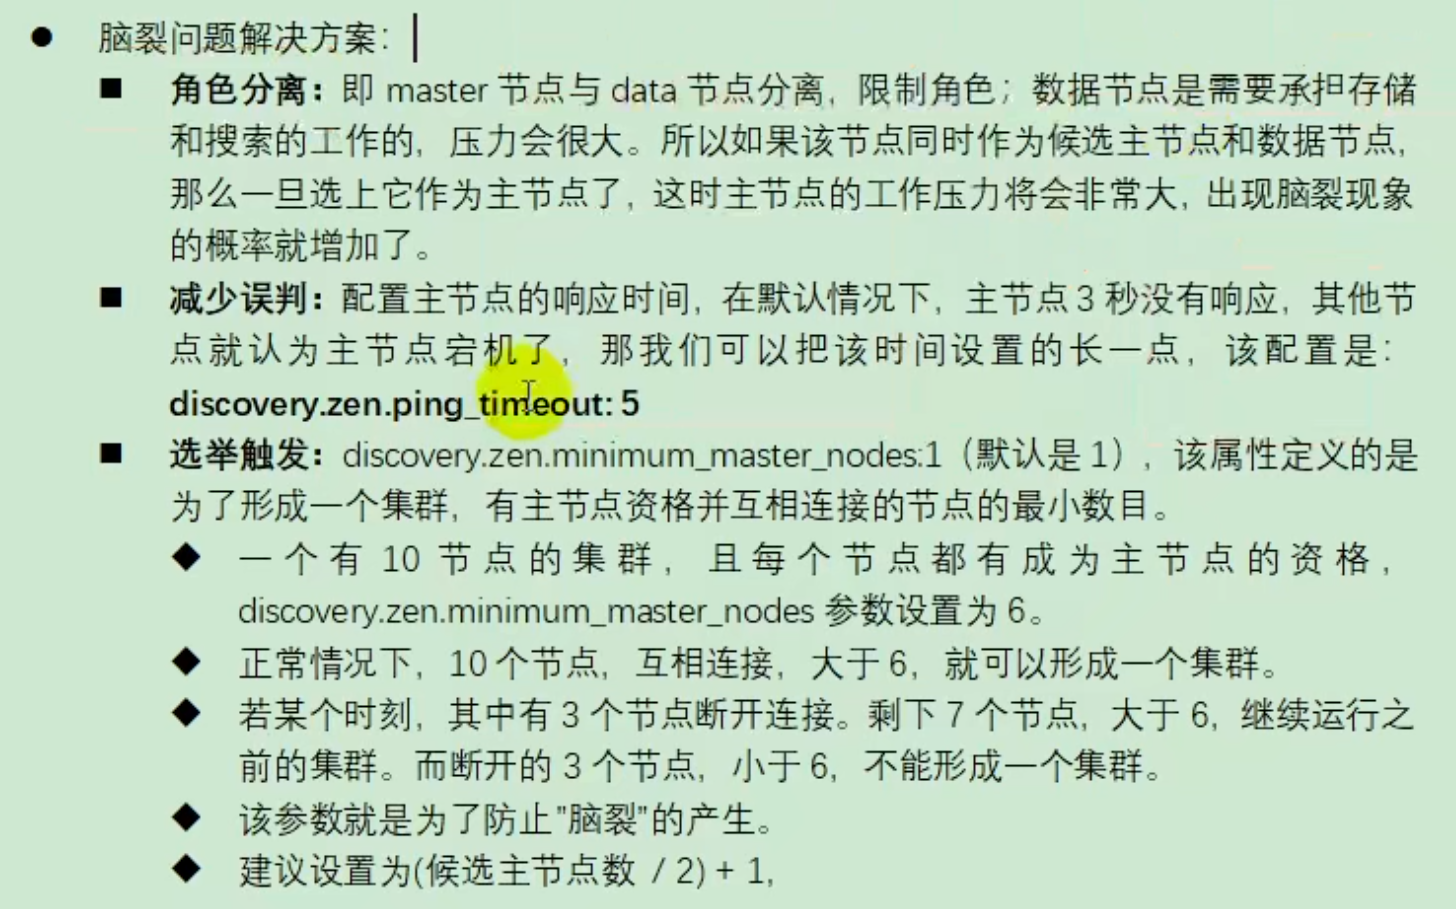 ● 脑裂问题解决方案：
■ 角色分离：即 master 节点与 data 节点分离，限制角色；数据节点是需要承担存储
和搜索的工作的，压力会很大。所以如果该节点同时作为候选主节点和数据节点，
那么一旦选上它作为主节点了，这时主节点的工作压力将会非常大，出现脑裂现象
的概率就增加了。
■ 减少误判：配置主节点的响应时间，在默认情况下，主节点 3 秒没有响应，其他节
点就认为主节点宕机了，那我们可以把该时间设置的长一点，该配置是：
discovery.zen.ping_timeout: 5
■ 选举触发：discovery.zen.minimum_master_nodes:1（默认是 1），该属性定义的是
为了形成一个集群，有主节点资格并互相连接的节点的最小数目。
◆ 一个有 10 节点的集群，且每个节点都有成为主节点的资格，
discovery.zen.minimum_master_nodes 参数设置为 6。
◆ 正常情况下，10 个节点，互相连接，大于 6，就可以形成一个集群。
◆ 若某个时刻，其中有 3 个节点断开连接。剩下 7 个节点，大于 6，继续运行之
前的集群。而断开的 3 个节点，小于 6，不能形成一个集群。
◆ 该参数就是为了防止"脑裂"的产生。
◆ 建议设置为(候选主节点数 / 2) + 1,